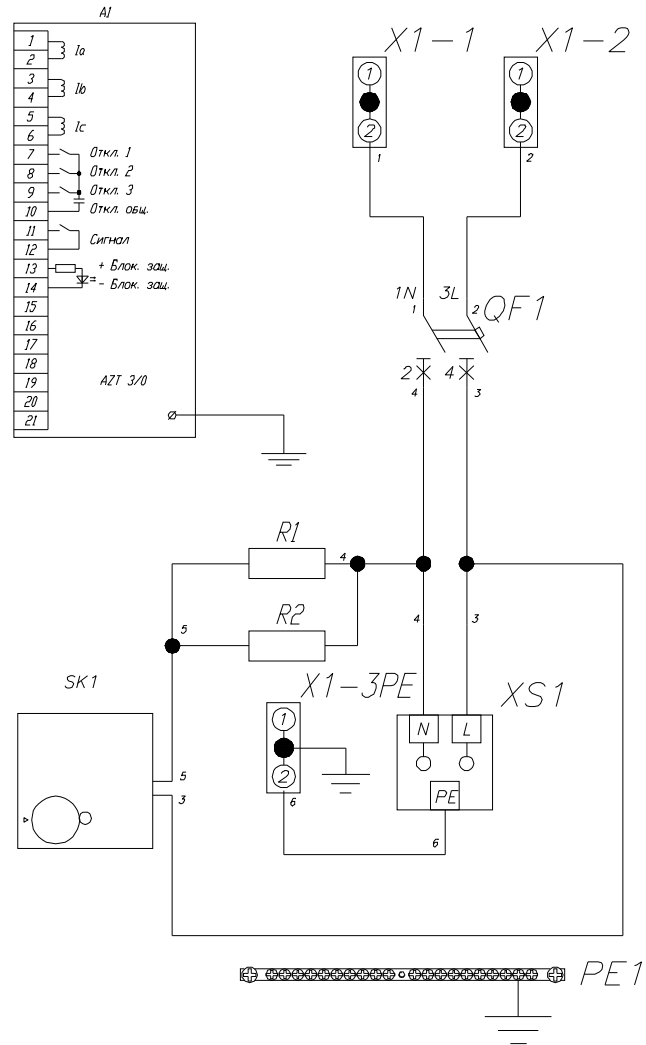 A1
1
2
Ia
3
4
Ib
5
6
Ic
7
Откл. 1
8
Откл. 2
9
Откл. 3
10
Откл. общ.
11
12
Сигнал
13
+ Блок. защ.
14
- Блок. защ.
15
16
17
18
19
20
21
AZT 3/0
X1-1
X1-2
1
2
1
1
2
2
1N
3L
1
2
QF1
2
4
4
3
R1
4
R2
5
4
3
SK1
5
3
X1-3PE
1
2
6
XS1
N
L
PE
6
PE1